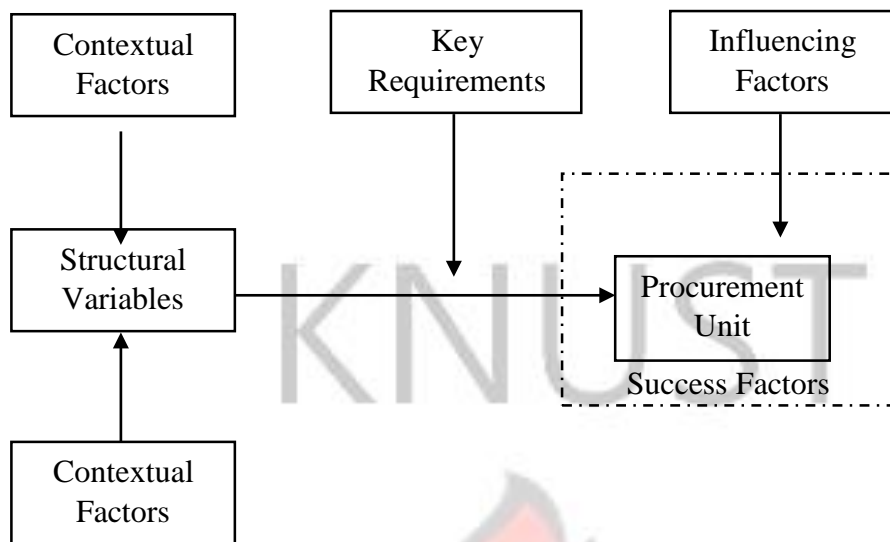 Contextual
Factors
Key
Requirements
Influencing
Factors
Structural
Variables
Procurement
Unit
Success Factors
Contextual
Factors
KNUST